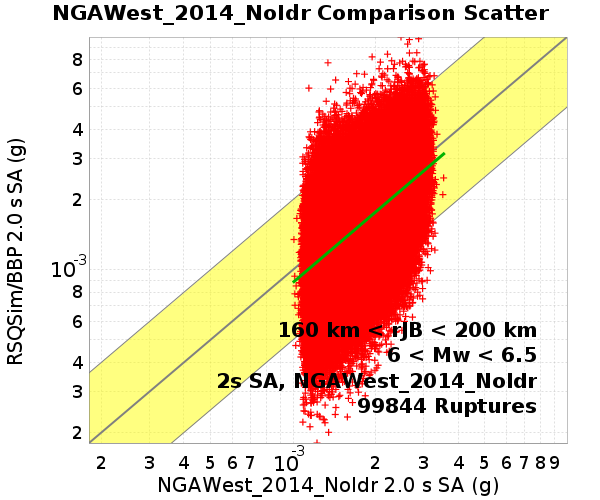 NGAWest_2014_NoIdr Comparison Scatter
RSQSim/BBP 2.0 s SA (g)
8
6
4
3
2
10-3
8
6
4
3
2
160 km < rJB < 200 km
6 < Mw < 6.5
2s SA, NGAWest_2014_NoIdr
99844 Ruptures
2 3 4 5 6 7 10-3 2 3 4 5 6 7 8 9
NGAWest_2014_NoIdr 2.0 s SA (g)